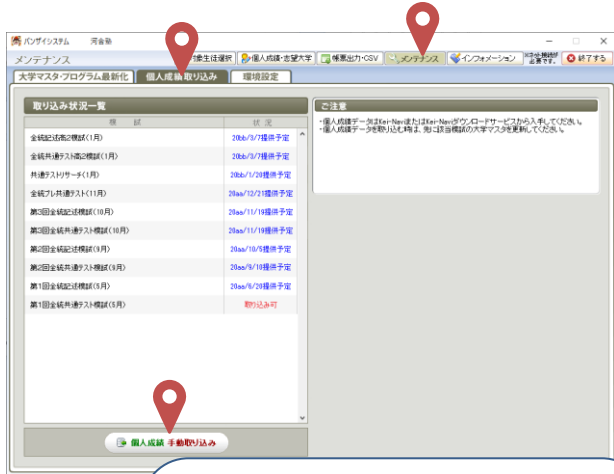 バンザイシステム 河合塾
メンテナンス
対象生徒選択 個人成績・志望大学 帳票出力・CSV メンテナンス インフォメーション 終了する
大学マスタ・プログラム最新化 個人成績取り込み 環境設定
取り込み状況一覧
模 試 状 況
全統記述高2模試(1月) 20bb/3/7提供予定
全統共通テスト高2模試(1月) 20bb/3/7提供予定
共通テストリサーチ(1月) 20bb/1/20提供予定
全統プレ共通テスト(11月) 20aa/12/21提供予定
第3回全統記述模試(10月) 20aa/11/19提供予定
第3回全統共通テスト模試(10月) 20aa/11/19提供予定
第2回全統記述模試(9月) 20aa/10/5提供予定
第2回全統共通テスト模試(9月) 20aa/9/10提供予定
第1回全統記述模試(5月) 20aa/6/20提供予定
第1回全統共通テスト模試(5月) 取り込み可
個人成績 手動取り込み
ご注意
・個人成績データはKei-NaviまたはKei-Naviダウンロードサービスから入手してください。
・個人成績データを取り込む時は、先に該当模試の大学マスタを更新してください。